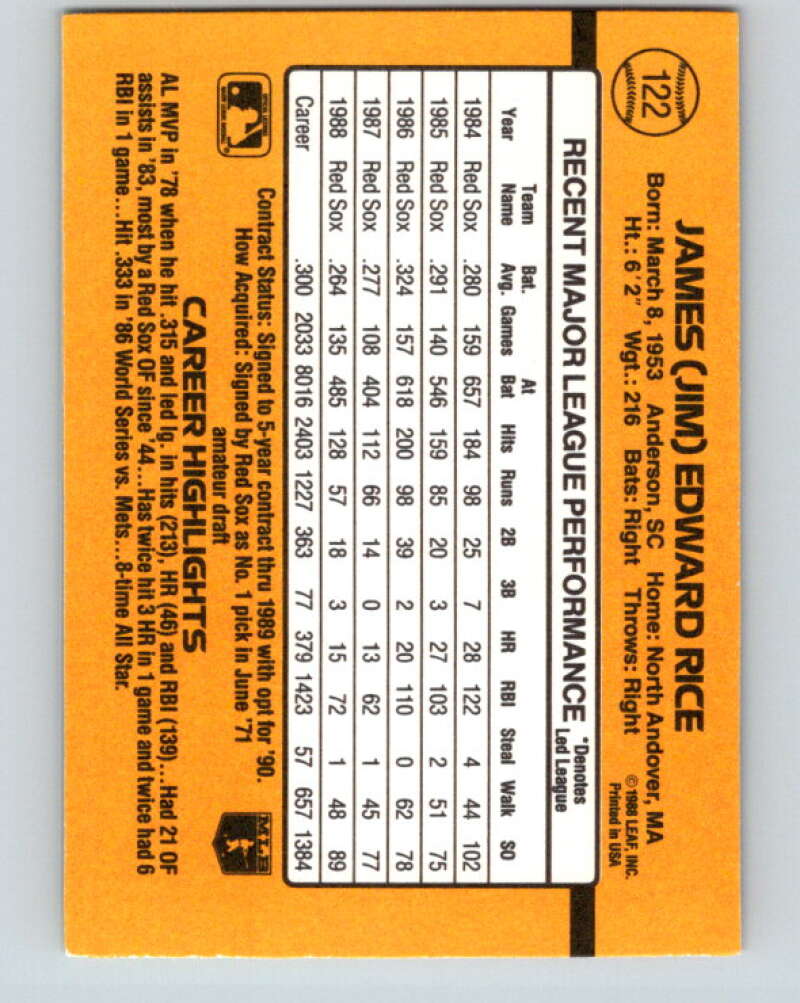 122
JAMES (JIM) EDWARD RICE
Born: March 8, 1953 Anderson, SC Home: North Andover, MA
Ht.: 6'2" Wgt.: 216 Bats: Right Throws: Right
©1988 LEAF, INC.
Printed in USA
RECENT MAJOR LEAGUE PERFORMANCE *Denotes Led League
Year Team Name Bat. Avg. Games At Bat Hits Runs 2B 3B HR RBI Steal Walk SO
1984 Red Sox .280 159 657 184 98 25 7 28 122 4 44 102
1985 Red Sox .291 140 546 159 85 20 3 27 103 2 51 75
1986 Red Sox .324 157 618 200 98 39 2 20 110 0 62 78
1987 Red Sox .277 108 404 112 66 14 0 13 62 1 45 77
1988 Red Sox .264 135 485 128 57 18 3 15 72 1 48 89
Career .300 2033 8016 2403 1227 363 77 379 1423 57 657 1384
Contract Status: Signed to 5-year contract thru 1989 with opt for '90.
How Acquired: Signed by Red Sox as No. 1 pick in June '71
amateur draft
MLB
CAREER HIGHLIGHTS
AL MVP in '78 when he hit .315 and led lg. in hits (213), HR (46) and RBI (139)...Had 21 OF
assists in '83, most by a Red Sox OF since '44...Has twice hit 3 HR in 1 game and twice had 6
RBI in 1 game...Hit .333 in '86 World Series vs. Mets...8-time All Star.